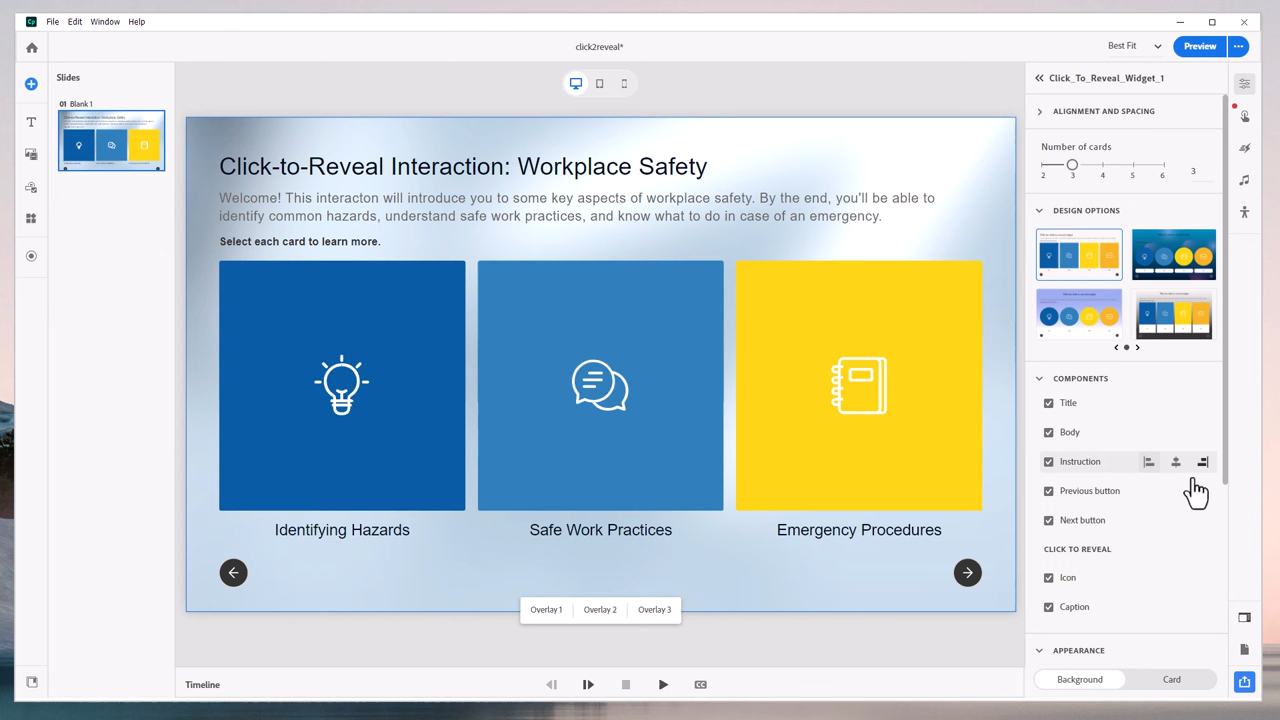 Cp File Edit Window Help
click2reveal*
Best Fit
Preview
Slides
01 Blank 1
Click-to-Reveal Interaction: Workplace Safety
Welcome! This interacton will introduce you to some key aspects of workplace safety. By the end, you'll be able to
identify common hazards, understand safe work practices, and know what to do in case of an emergency.
Select each card to learn more.
Identifying Hazards
Safe Work Practices
Emergency Procedures
Overlay 1 Overlay 2 Overlay 3
Timeline
CC
Click_To_Reveal_Widget_1
ALIGNMENT AND SPACING
Number of cards
2 3 4 5 6
3
DESIGN OPTIONS
COMPONENTS
Title
Body
Instruction
Previous button
Next button
CLICK TO REVEAL
Icon
Caption
APPEARANCE
Background Card